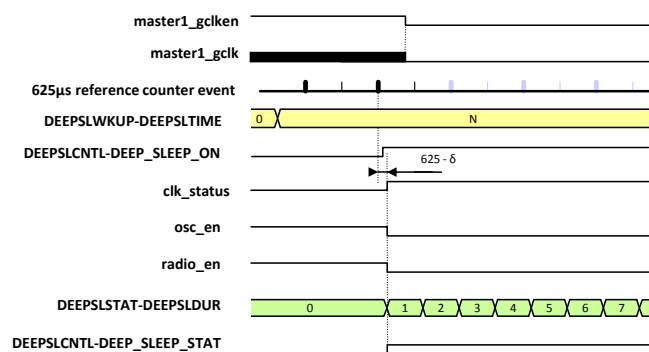 master1_gclken
master1_gclk
625µs reference counter event
DEEPSLWKUP-DEEPSLTIME 0 N
DEEPSLCNTL-DEEP_SLEEP_ON
625 - δ
clk_status
osc_en
radio_en
DEEPSLSTAT-DEEPSLDUR 0 1 2 3 4 5 6 7
DEEPSLCNTL-DEEP_SLEEP_STAT